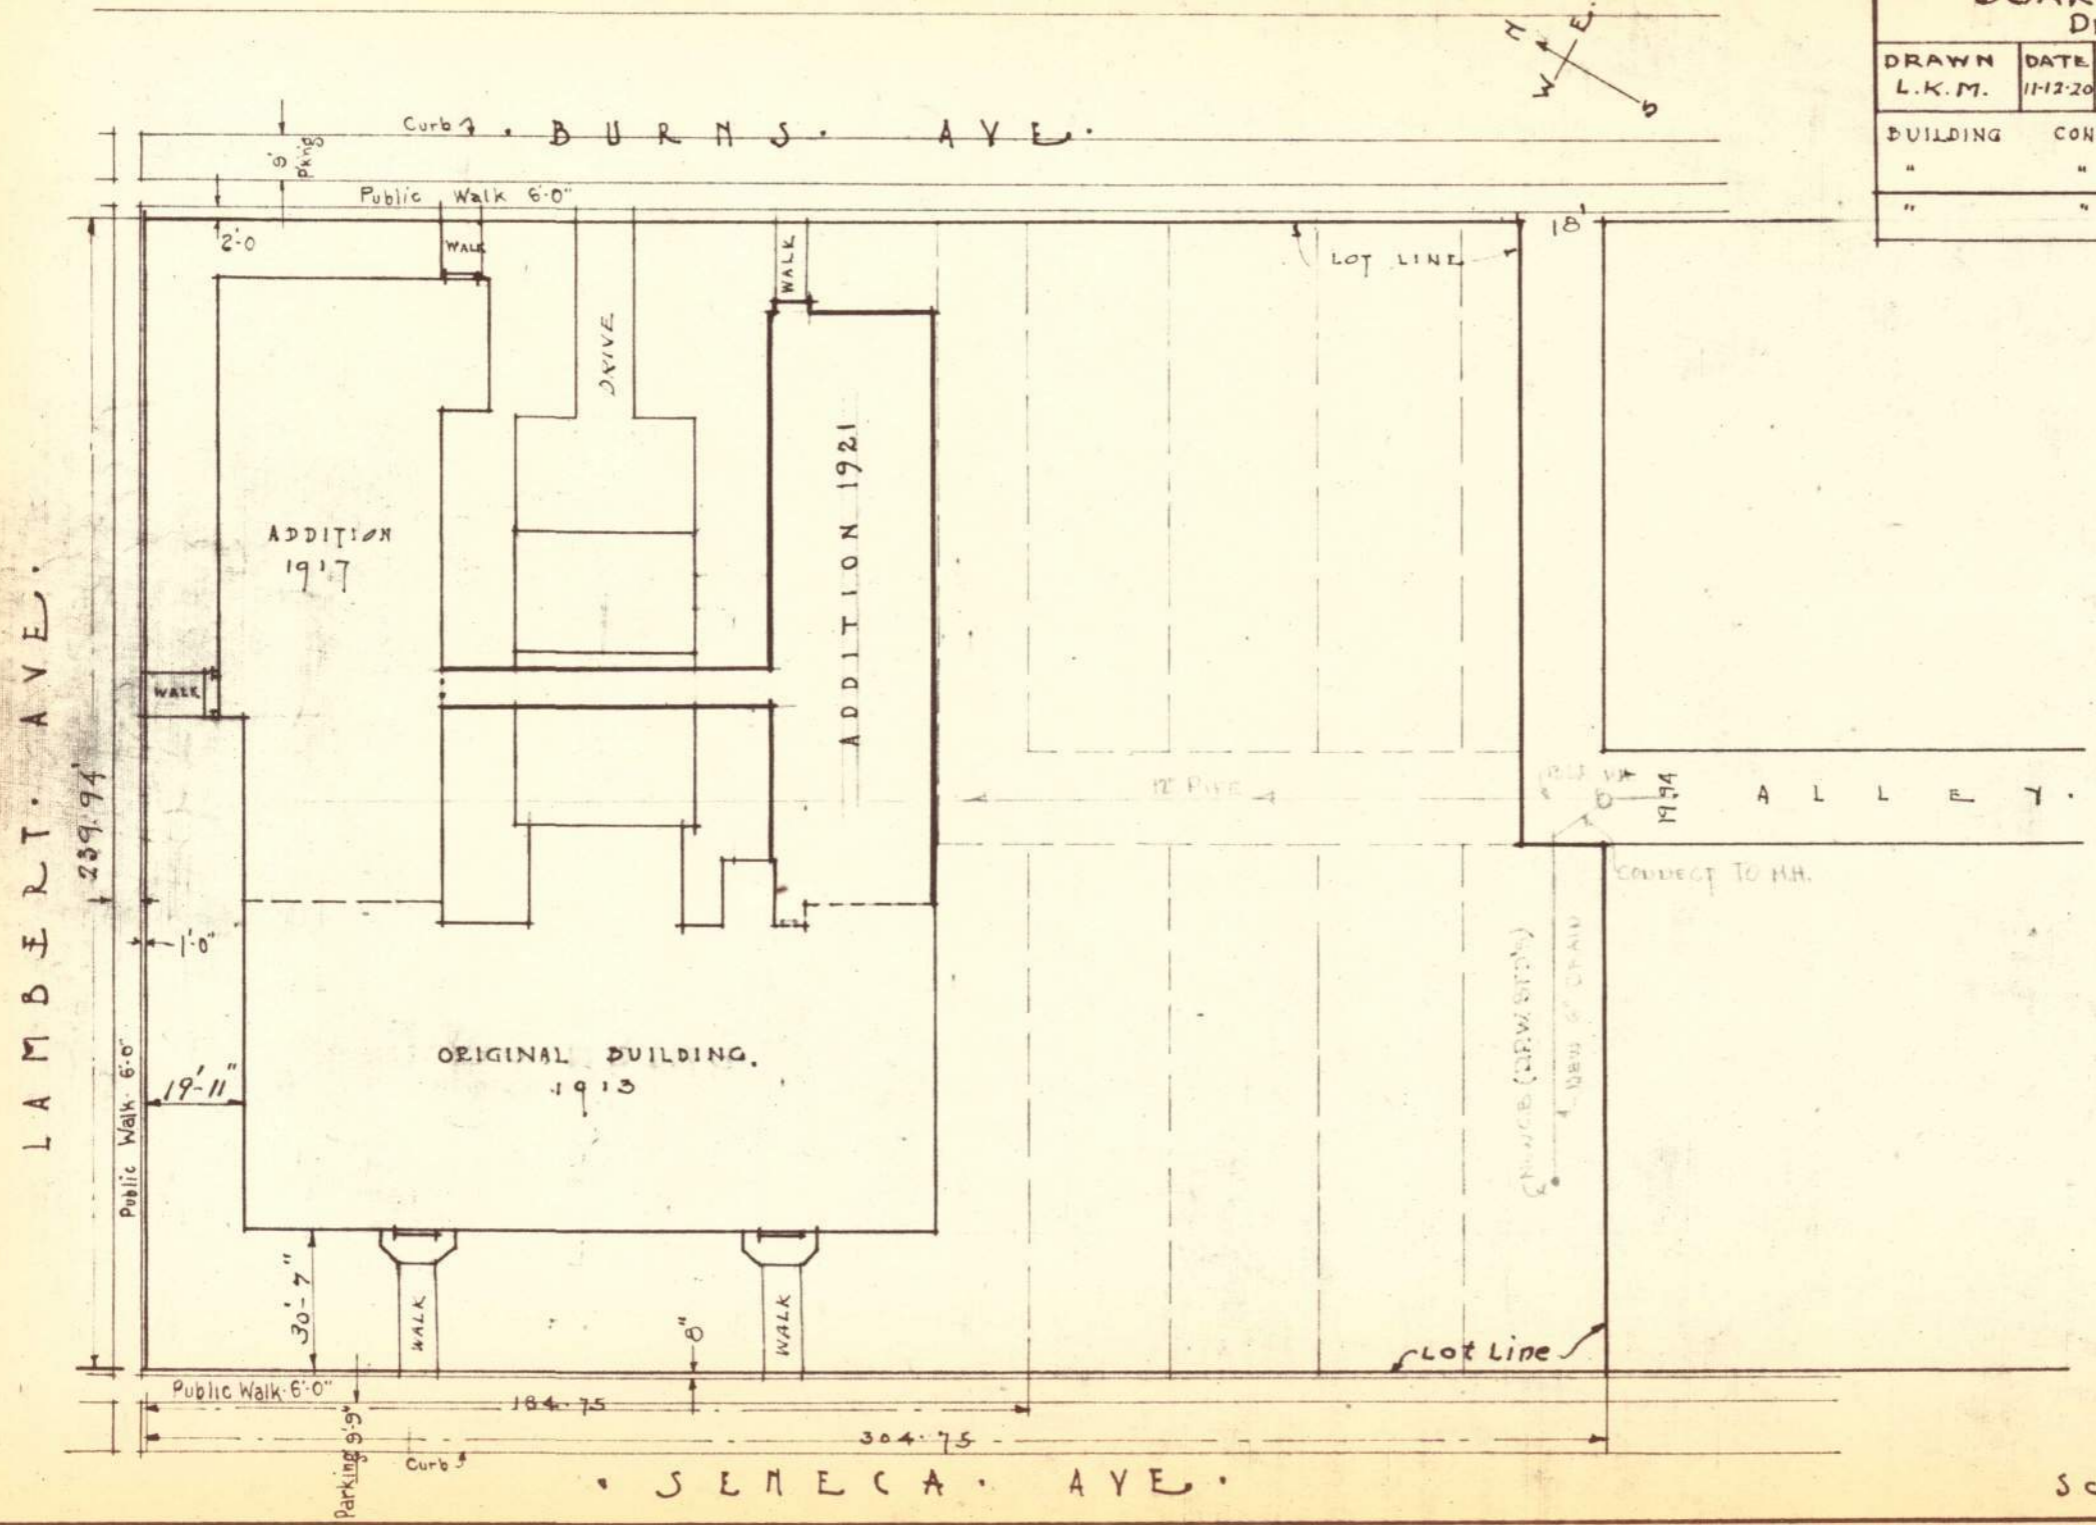 N
E.
W
S
DRAWN
L.K.M.
DATE
11-12-20
BUILDING CON
" "
" "
Curb
. BURNS. AVE.
9'
P'king
Public Walk 6'-0"
2'-0
WALK
WALK
DRIVE
LOT LINE
18'
ADDITION
1917
ADDITION 1921
WALK
LAMBERT. AVE.
239.94'
12" PIPE
19.94
ALLEY.
CONNECT TO M.H.
1'-0"
ORIGINAL BUILDING.
1913
19'-11"
Public Walk 6'-0"
30'-7"
WALK
8"
WALK
Lot Line
Public Walk 6'-0"
184.75
304.75
Parking 9'-9"
Curb
. SENECA. AVE.